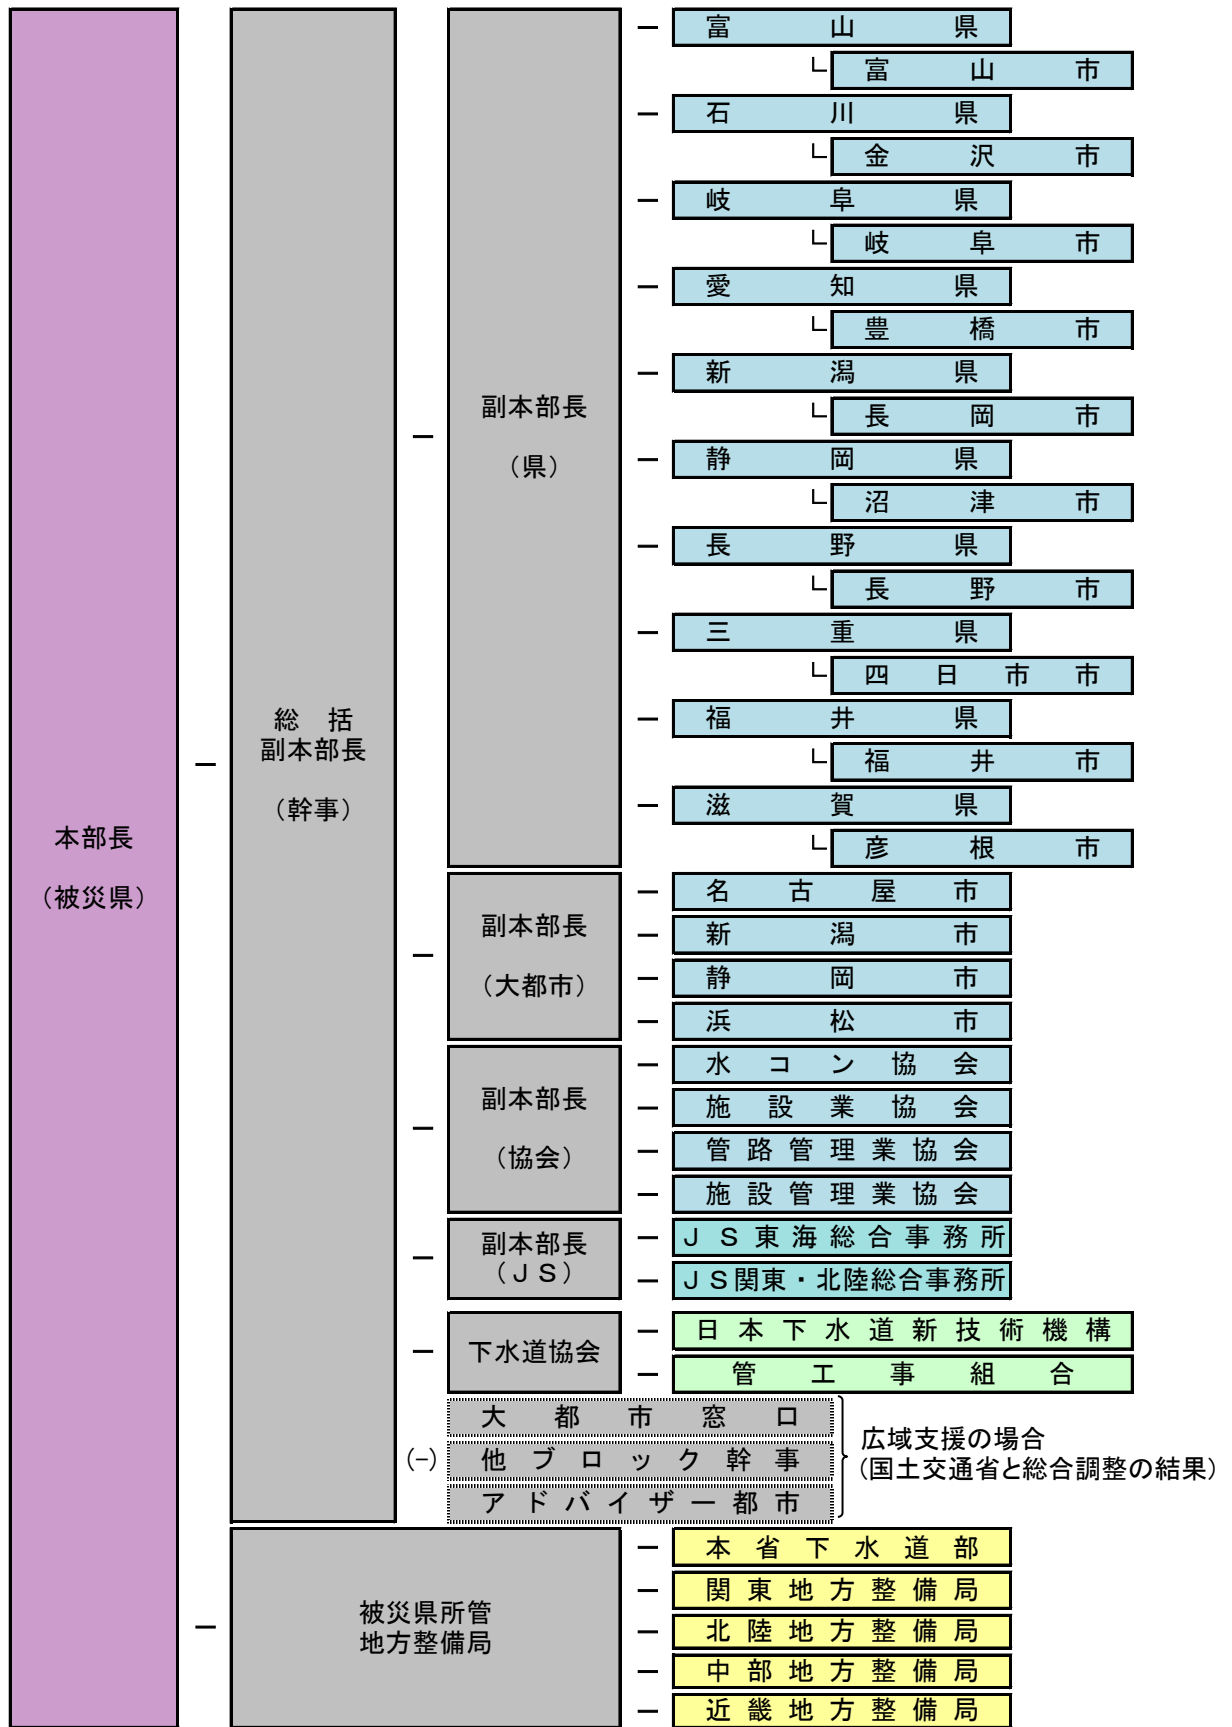 本部長
（被災県）
総 括
副本部長
（幹事）
副本部長
（県）
富山県
富山市
石川県
金沢市
岐阜県
岐阜市
愛知県
豊橋市
新潟県
長岡市
静岡県
沼津市
長野県
長野市
三重県
四日市市
福井県
福井市
滋賀県
彦根市
副本部長
（大都市）
名古屋市
新潟市
静岡市
浜松市
副本部長
（協会）
水コン協会
施設業協会
管路管理業協会
施設管理業協会
副本部長
（ＪＳ）
ＪＳ東海総合事務所
ＪＳ関東・北陸総合事務所
下水道協会
日本下水道新技術機構
管工事組合
(−)
大都市窓口
他ブロック幹事
アドバイザー都市
広域支援の場合
(国土交通省と総合調整の結果)
被災県所管
地方整備局
本省下水道部
関東地方整備局
北陸地方整備局
中部地方整備局
近畿地方整備局